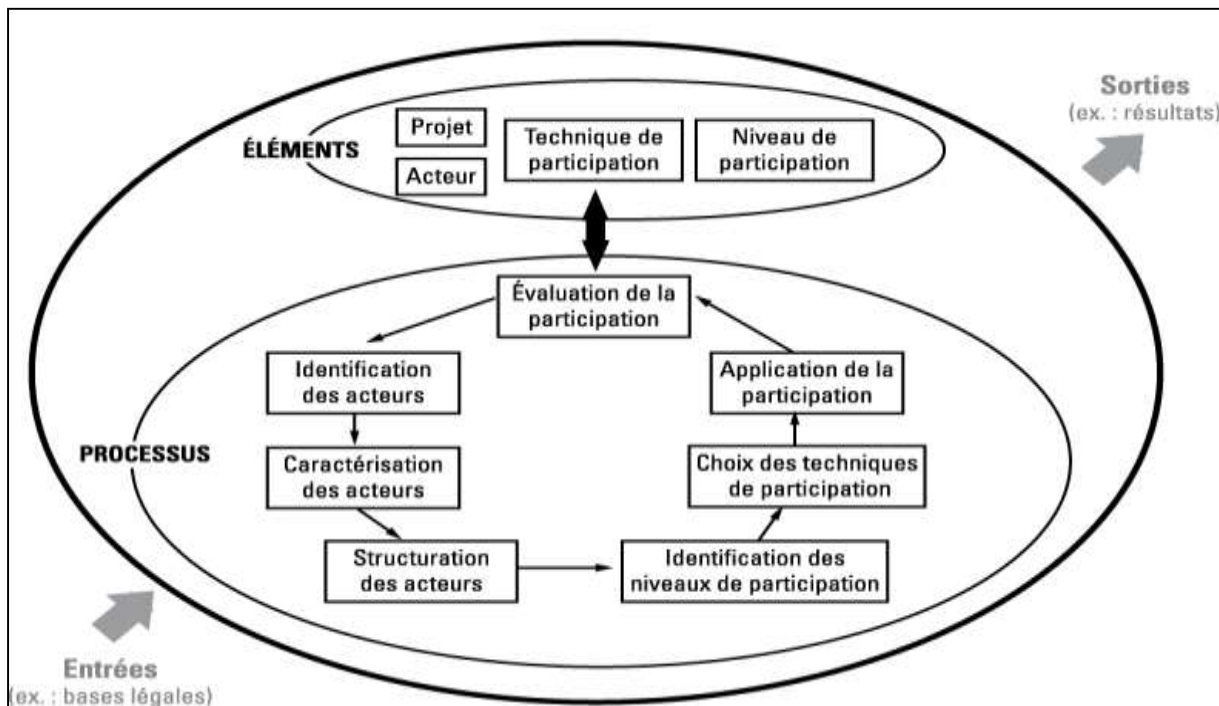 Sorties
(ex. : résultats)
ÉLÉMENTS
Projet
Acteur
Technique de
participation
Niveau de
participation
Évaluation de la
participation
Identification
des acteurs
Application de la
participation
PROCESSUS
Caractérisation
des acteurs
Choix des techniques
de participation
Structuration
des acteurs
Identification des
niveaux de participation
Entrées
(ex. : bases légales)